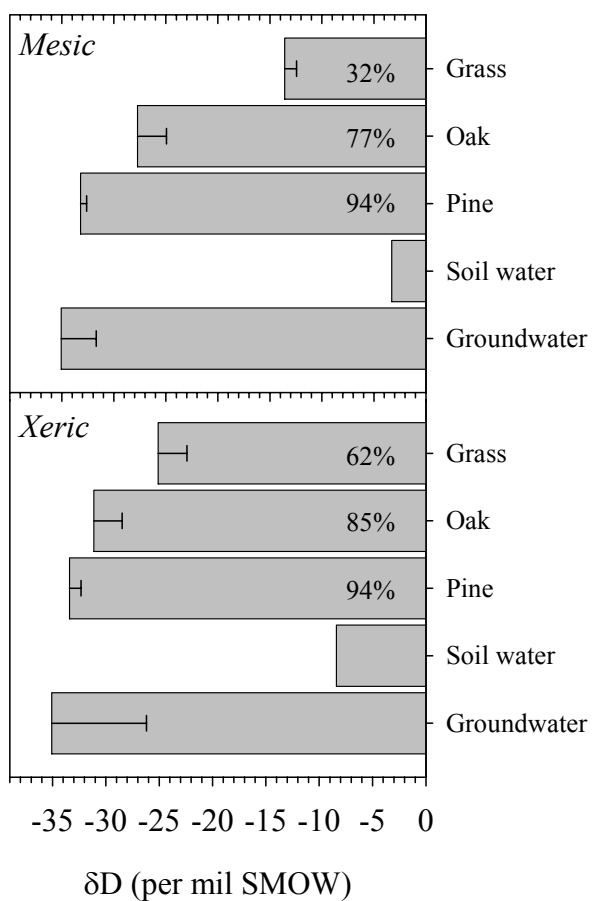 Mesic
32% Grass
77% Oak
94% Pine
Soil water
Groundwater
Xeric
62% Grass
85% Oak
94% Pine
Soil water
Groundwater
-35 -30 -25 -20 -15 -10 -5 0
δD (per mil SMOW)